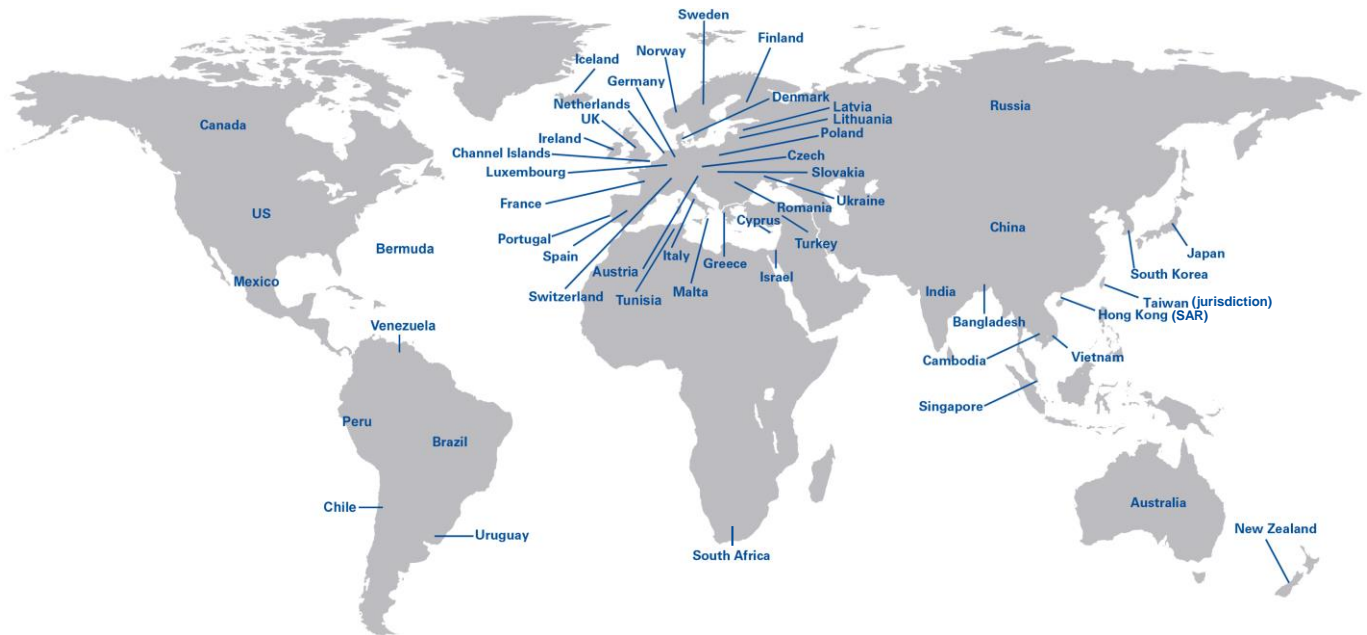 Sweden
Finland
Norway
Iceland
Germany
Denmark
Netherlands
Latvia
Russia
UK
Lithuania
Canada
Ireland
Poland
Channel Islands
Czech
Luxembourg
Slovakia
France
Ukraine
Romania
US
Cyprus
China
Portugal
Turkey
Bermuda
Spain
Italy
Greece
Japan
Austria
Israel
South Korea
Mexico
Switzerland
Tunisia
Malta
India
Taiwan (jurisdiction)
Hong Kong (SAR)
Bangladesh
Venezuela
Cambodia
Vietnam
Singapore
Peru
Brazil
Australia
Chile
New Zealand
Uruguay
South Africa